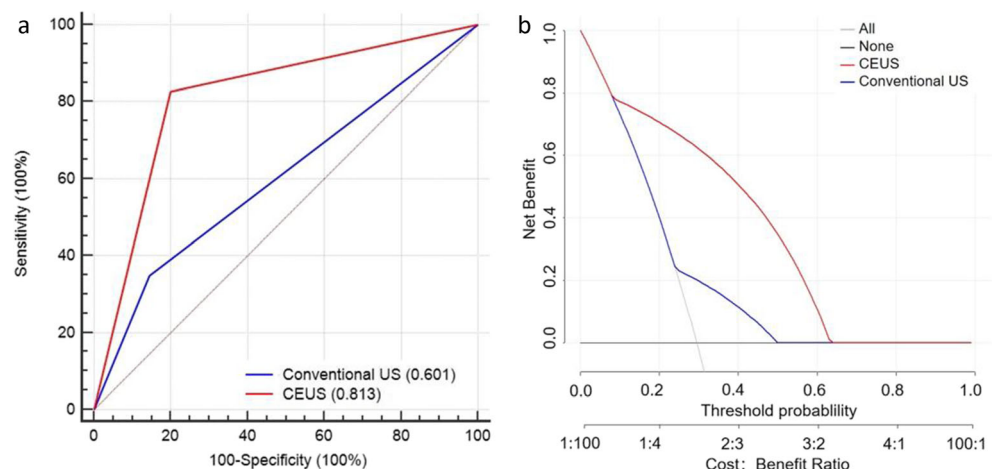 a
100
80
60
40
20
0
Sensitivity (100%)
Conventional US (0.601)
CEUS (0.813)
0 20 40 60 80 100
100-Specificity (100%)
b
All
None
CEUS
Conventional US
1.0
0.8
0.6
0.4
0.2
0.0
Net Benefit
0.0 0.2 0.4 0.6 0.8 1.0
Threshold probablility
1:100 1:4 2:3 3:2 4:1 100:1
Cost: Benefit Ratio